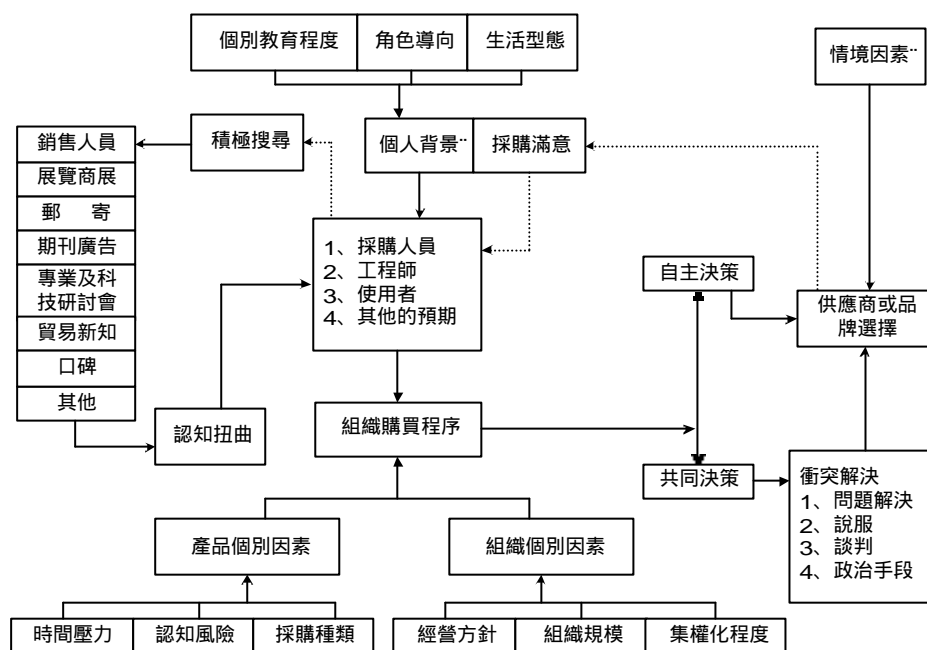 個別教育程度
角色導向
生活型態
情境因素¨
銷售人員
展覽商展
郵　寄
期刊廣告
專業及科
技研討會
貿易新知
口碑
其他
積極搜尋
個人背景¨
採購滿意
1、採購人員
2、工程師
3、使用者
4、其他的預期
自主決策
供應商或品
牌選擇
認知扭曲
組織購買程序
共同決策
衝突解決
1、問題解決
2、說服
3、談判
4、政治手段
產品個別因素
組織個別因素
時間壓力
認知風險
採購種類
經營方針
組織規模
集權化程度